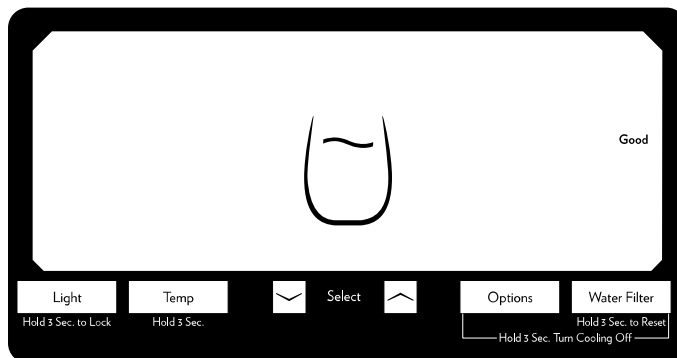 Good
Light
Temp
Select
Options
Water Filter
Hold 3 Sec. to Lock
Hold 3 Sec.
Hold 3 Sec. to Reset
Hold 3 Sec. Turn Cooling Off